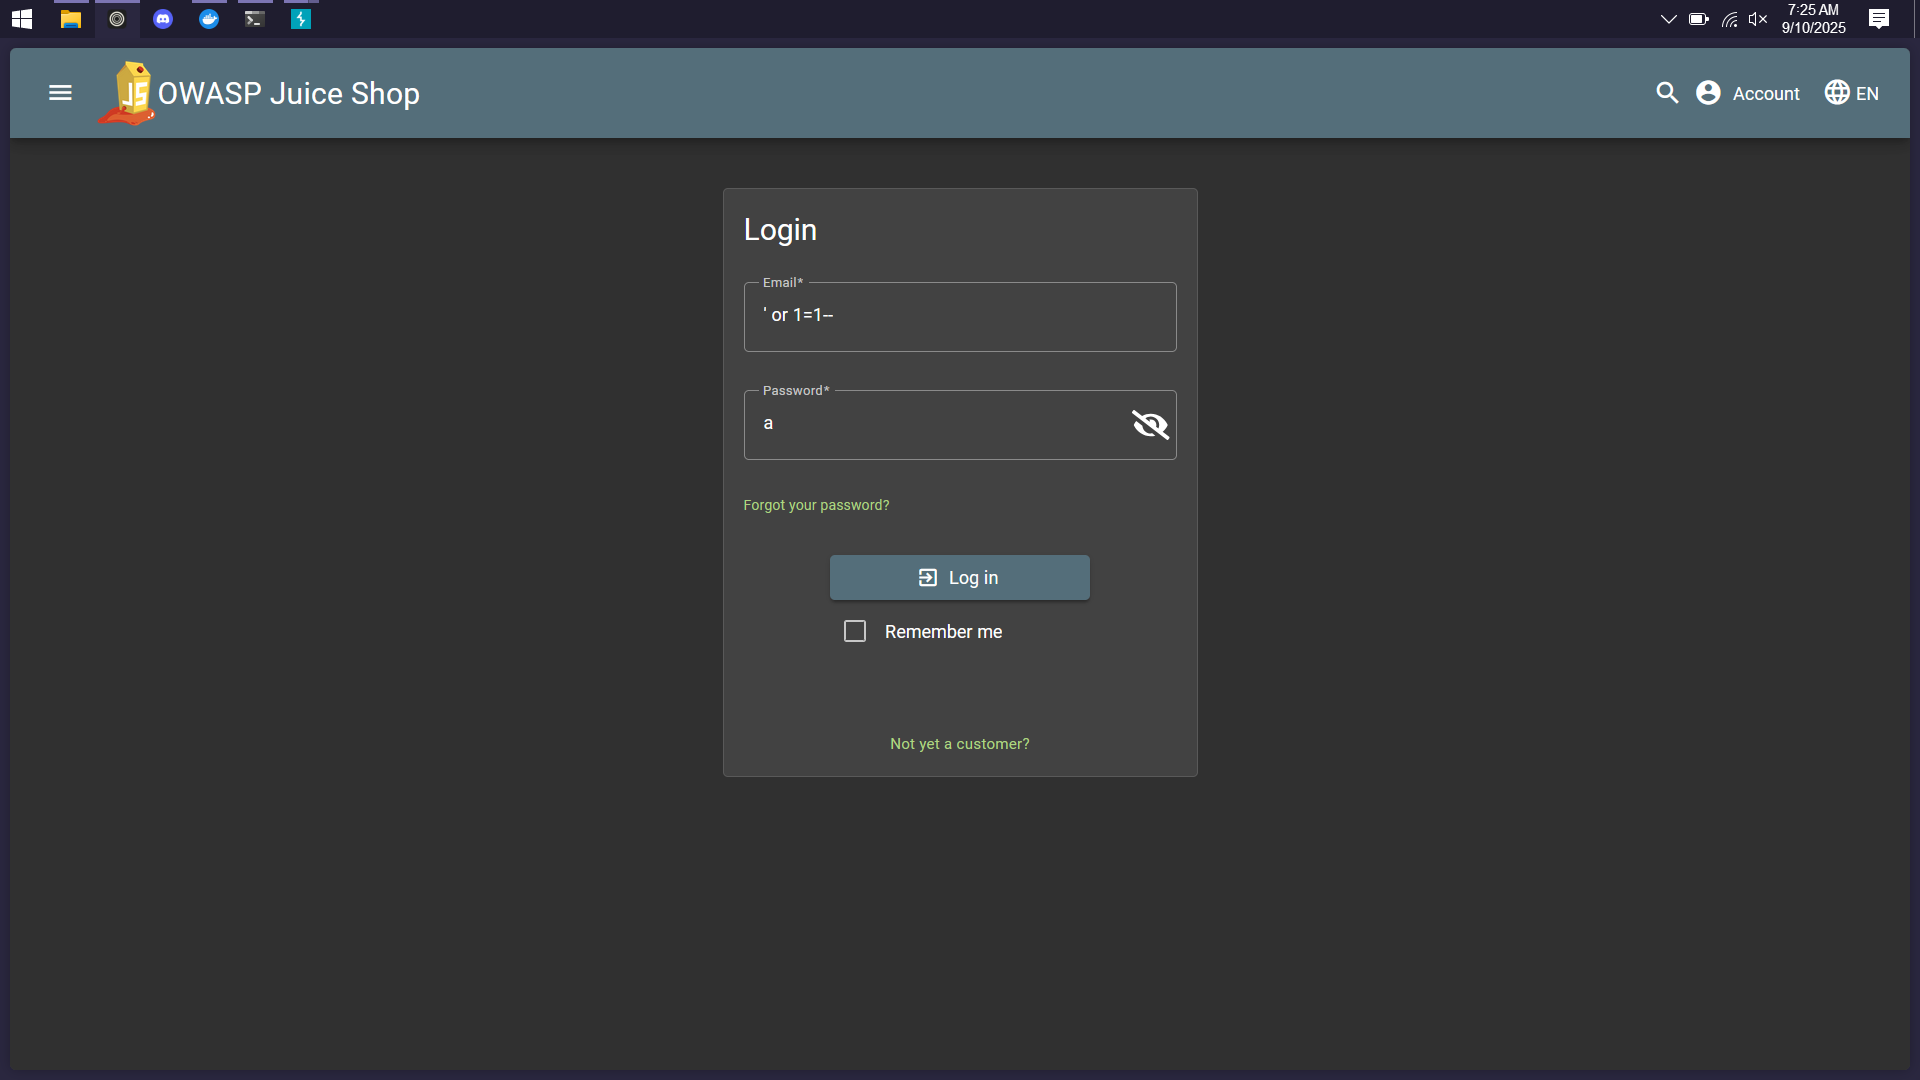 7:25 AM
9/10/2025
JS
OWASP Juice Shop
Account
EN
Login
Email*
' or 1=1--
Password*
a
Forgot your password?
Log in
Remember me
Not yet a customer?